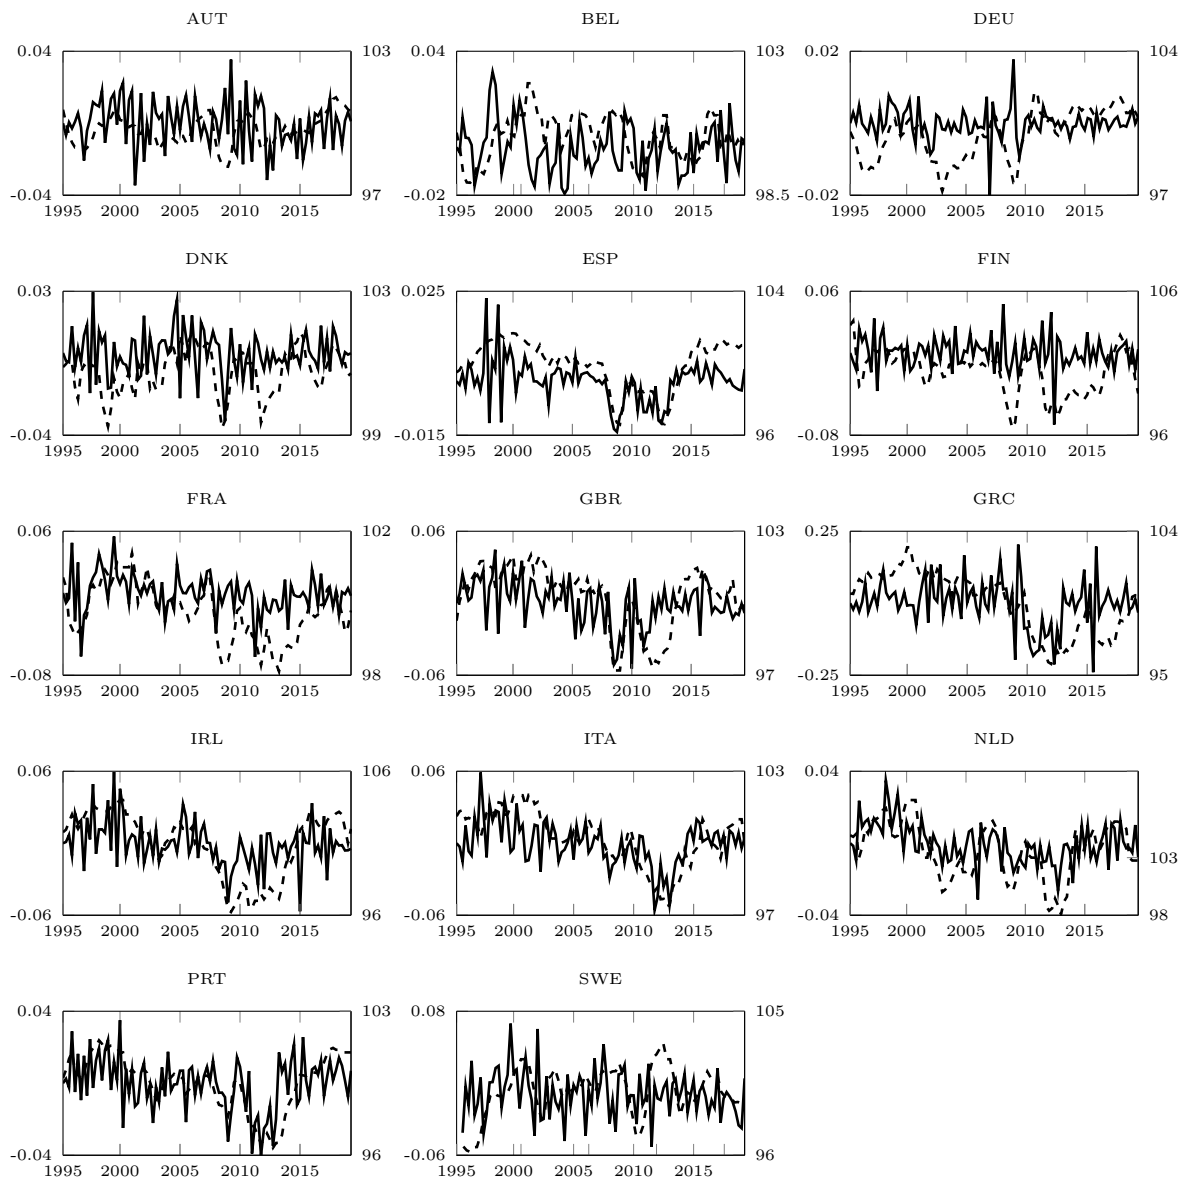 AUT BEL DEU
0.04 103 0.04 103 0.02 104
-0.04 97 -0.02 98.5 -0.02 97
1995 2000 2005 2010 2015 1995 2000 2005 2010 2015 1995 2000 2005 2010 2015
DNK ESP FIN
0.03 103 0.025 104 0.06 106
-0.04 99 -0.015 96 -0.08 96
1995 2000 2005 2010 2015 1995 2000 2005 2010 2015 1995 2000 2005 2010 2015
FRA GBR GRC
0.06 102 0.06 103 0.25 104
-0.08 98 -0.06 97 -0.25 95
1995 2000 2005 2010 2015 1995 2000 2005 2010 2015 1995 2000 2005 2010 2015
IRL ITA NLD
0.06 106 0.06 103 0.04
103
-0.06 96 -0.06 97 -0.04 98
1995 2000 2005 2010 2015 1995 2000 2005 2010 2015 1995 2000 2005 2010 2015
PRT SWE
0.04 103 0.08 105
-0.04 96 -0.06 96
1995 2000 2005 2010 2015 1995 2000 2005 2010 2015